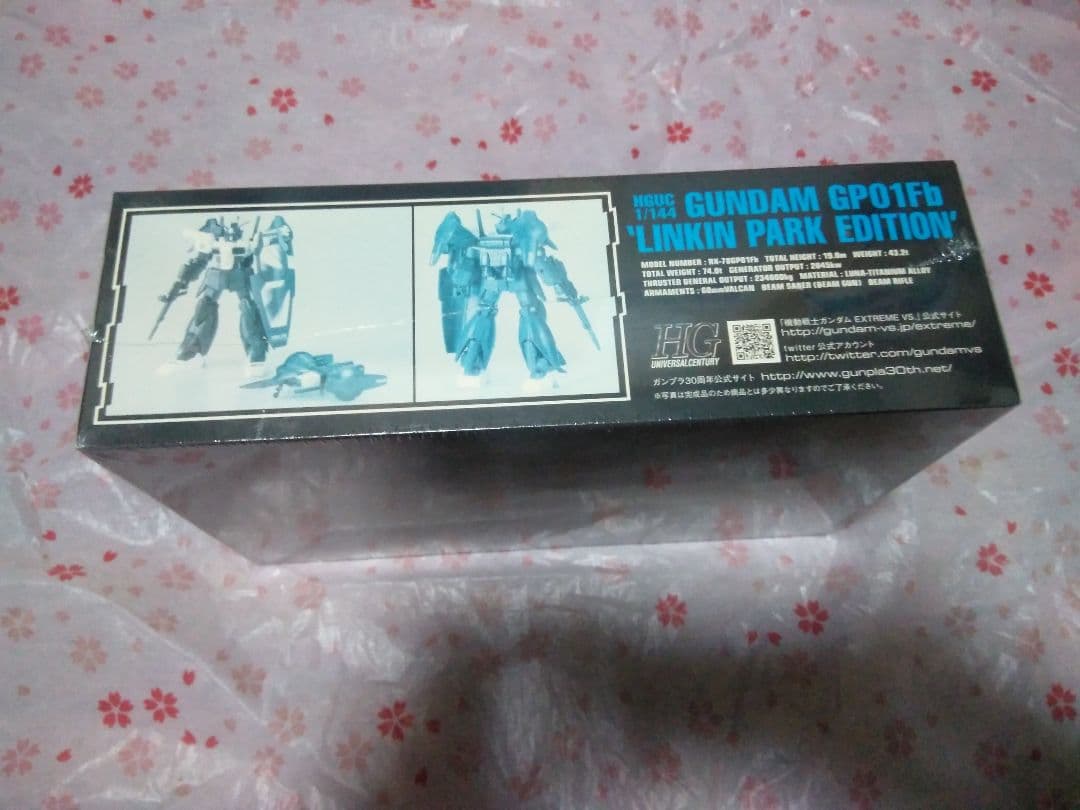 HGUC
1/144
GUNDAM GP01Fb
'LINKIN PARK EDITION'
MODEL NUMBER : RX-78GP01Fb TOTAL HEIGHT : 19.0m WEIGHT : 43.2t
TOTAL WEIGHT : 74.0t GENERATOR OUTPUT : 2045kw
THRUSTER GENERAL OUTPUT : 234000kg MATERIAL : LUNA-TITANIUM ALLOY
ARMAMENTS : 60mmVALCAN BEAM SABER (BEAM GUN) BEAM RIFLE
HG
UNIVERSAL CENTURY
「機動戦士ガンダム EXTREME VS.」公式サイト
http://gundam-vs.jp/extreme/
twitter 公式アカウント
http://twitter.com/gundamvs
ガンプラ30周年公式サイト http://www.gunpla30th.net/
※写真は完成品のため商品とは多少異なりますのでご了承ください。